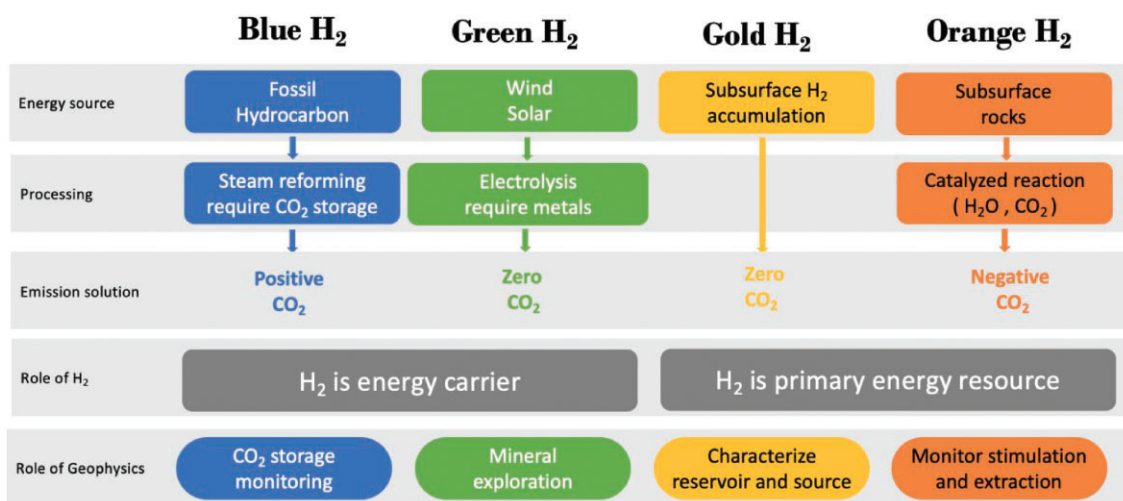 Blue H₂ Green H₂ Gold H₂ Orange H₂
Energy source
Fossil
Hydrocarbon
Wind
Solar
Subsurface H₂
accumulation
Subsurface
rocks
Processing
Steam reforming
require CO₂ storage
Electrolysis
require metals
Catalyzed reaction
( H₂O , CO₂ )
Emission solution
Positive
CO₂
Zero
CO₂
Zero
CO₂
Negative
CO₂
Role of H₂
H₂ is energy carrier
H₂ is primary energy resource
Role of Geophysics
CO₂ storage
monitoring
Mineral
exploration
Characterize
reservoir and source
Monitor stimulation
and extraction